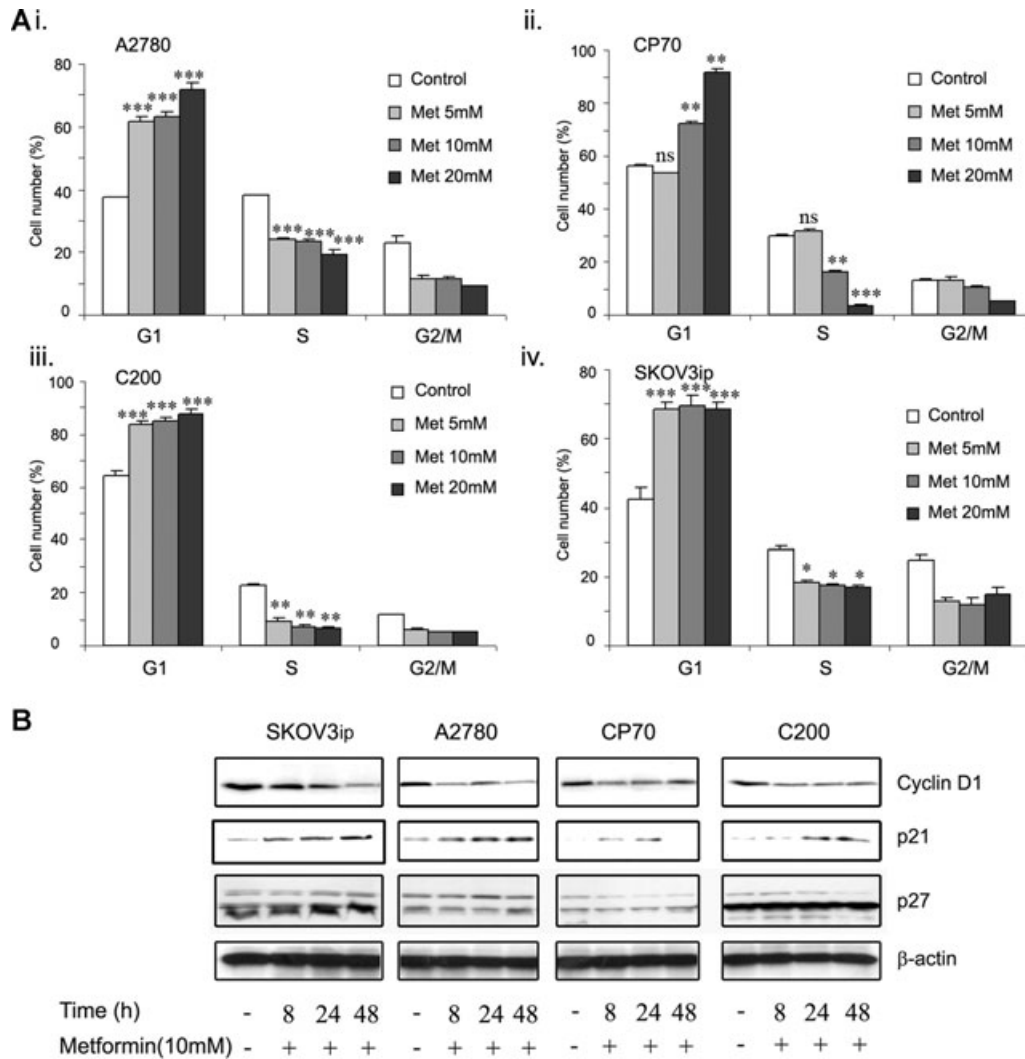 A i.
A2780
80
60
40
20
0
Cell number (%)
*** *** ***
*** *** ***
Control
Met 5mM
Met 10mM
Met 20mM
G1 S G2/M
ii.
CP70
100
80
60
40
20
0
Cell number (%)
ns ** **
ns ** ***
Control
Met 5mM
Met 10mM
Met 20mM
G1 S G2/M
iii.
C200
100
80
60
40
20
0
Cell number (%)
*** *** ***
** ** **
Control
Met 5mM
Met 10mM
Met 20mM
G1 S G2/M
iv.
SKOV3ip
80
60
40
20
0
Cell number (%)
*** *** ***
* * *
Control
Met 5mM
Met 10mM
Met 20mM
G1 S G2/M
B
SKOV3ip A2780 CP70 C200
Cyclin D1
p21
p27
β-actin
Time (h) - 8 24 48 - 8 24 48 - 8 24 48 - 8 24 48
Metformin(10mM) - + + + - + + + - + + + - + + +